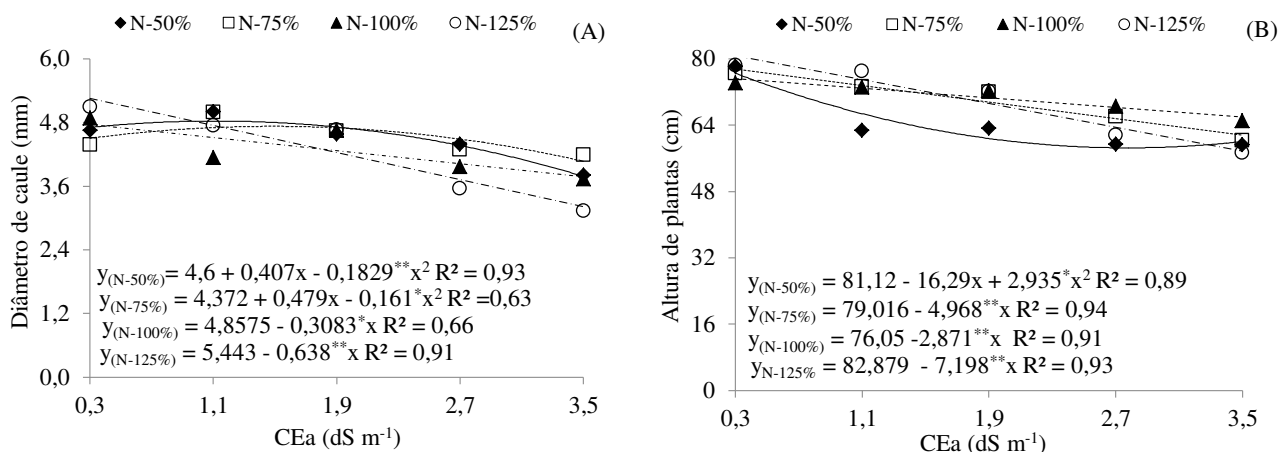 ◆N-50% □N-75% ▲N-100% ○N-125%
(A)
Diâmetro de caule (mm)
6,0
4,8
3,6
2,4
1,2
0,0
y(N-50%)= 4,6 + 0,407x - 0,1829**x² R² = 0,93
y(N-75%)= 4,372 + 0,479x - 0,161*x² R² =0,63
y(N-100%) = 4,8575 - 0,3083*x R² = 0,66
y(N-125%) = 5,443 - 0,638**x R² = 0,91
0,3 1,1 1,9 2,7 3,5
CEa (dS m⁻¹)
◆N-50% □N-75% ▲N-100% ○N-125%
(B)
Altura de plantas (cm)
80
64
48
32
16
0
y(N-50%) = 81,12 - 16,29x + 2,935*x² R² = 0,89
y(N-75%) = 79,016 - 4,968**x R² = 0,94
y(N-100%) = 76,05 -2,871**x R² = 0,91
yN-125% = 82,879 - 7,198**x R² = 0,93
0,3 1,1 1,9 2,7 3,5
CEa (dS m⁻¹)